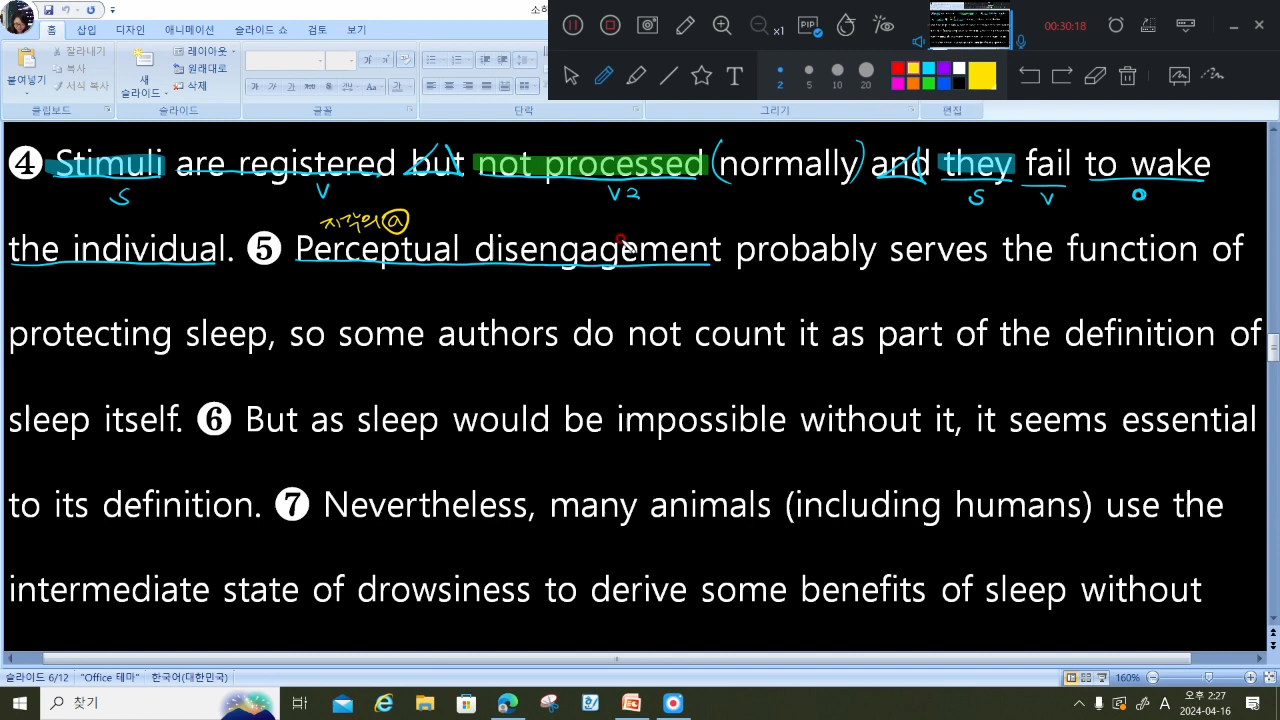 소ㅎ
홈 삽입 디자인 애니메이션 슬라이드 쇼 검토 보기
붙여넣기 잘라내기 복사 서식 복사 클립보드
새 슬라이드 레이아웃 원래대로 삭제 슬라이드
글꼴 단락 그리기 편집
PIP x1 00:30:18
2 5 10 20
❹ Stimuli are registered but not processed (normally) and they fail to wake
S V V2 S V O
지각의 ⓐ
the individual. ❺ Perceptual disengagement probably serves the function of
protecting sleep, so some authors do not count it as part of the definition of
sleep itself. ❻ But as sleep would be impossible without it, it seems essential
to its definition. ❼ Nevertheless, many animals (including humans) use the
intermediate state of drowsiness to derive some benefits of sleep without
슬라이드 6/12 "Office 테마" 한국어(대한민국) 160%
찾기 A 오후 2:27
2024-04-16